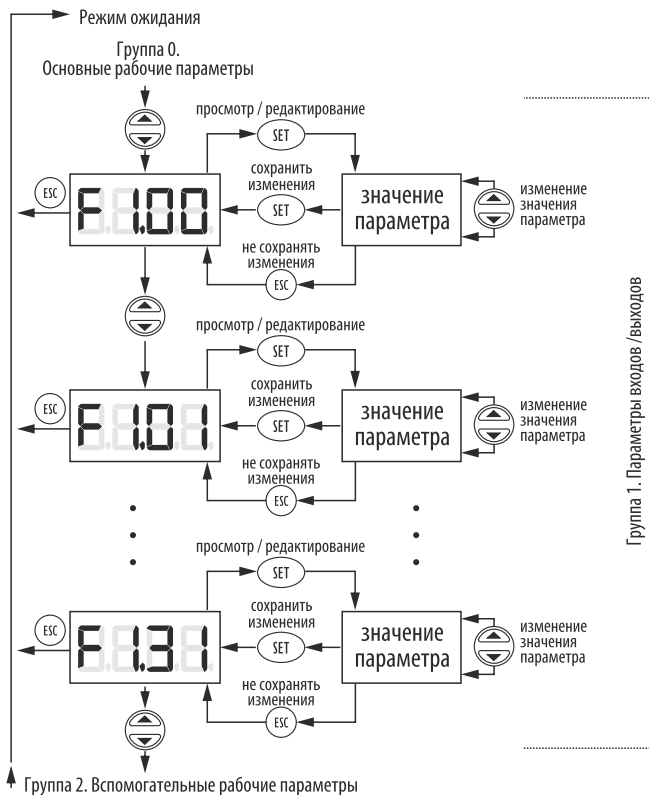 Режим ожидания
Группа 0.
Основные рабочие параметры
просмотр / редактирование
SET
ESC
сохранить
изменения
F 1.00
SET
значение
параметра
изменение
значения
параметра
не сохранять
изменения
ESC
просмотр / редактирование
SET
ESC
сохранить
изменения
F 1.01
SET
значение
параметра
изменение
значения
параметра
не сохранять
изменения
ESC
просмотр / редактирование
SET
ESC
сохранить
изменения
F 1.31
SET
значение
параметра
изменение
значения
параметра
не сохранять
изменения
ESC
Группа 1. Параметры входов /выходов
Группа 2. Вспомогательные рабочие параметры